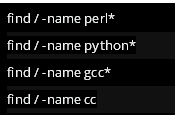 find / -name perl*
find / -name python*
find / -name gcc*
find / -name cc